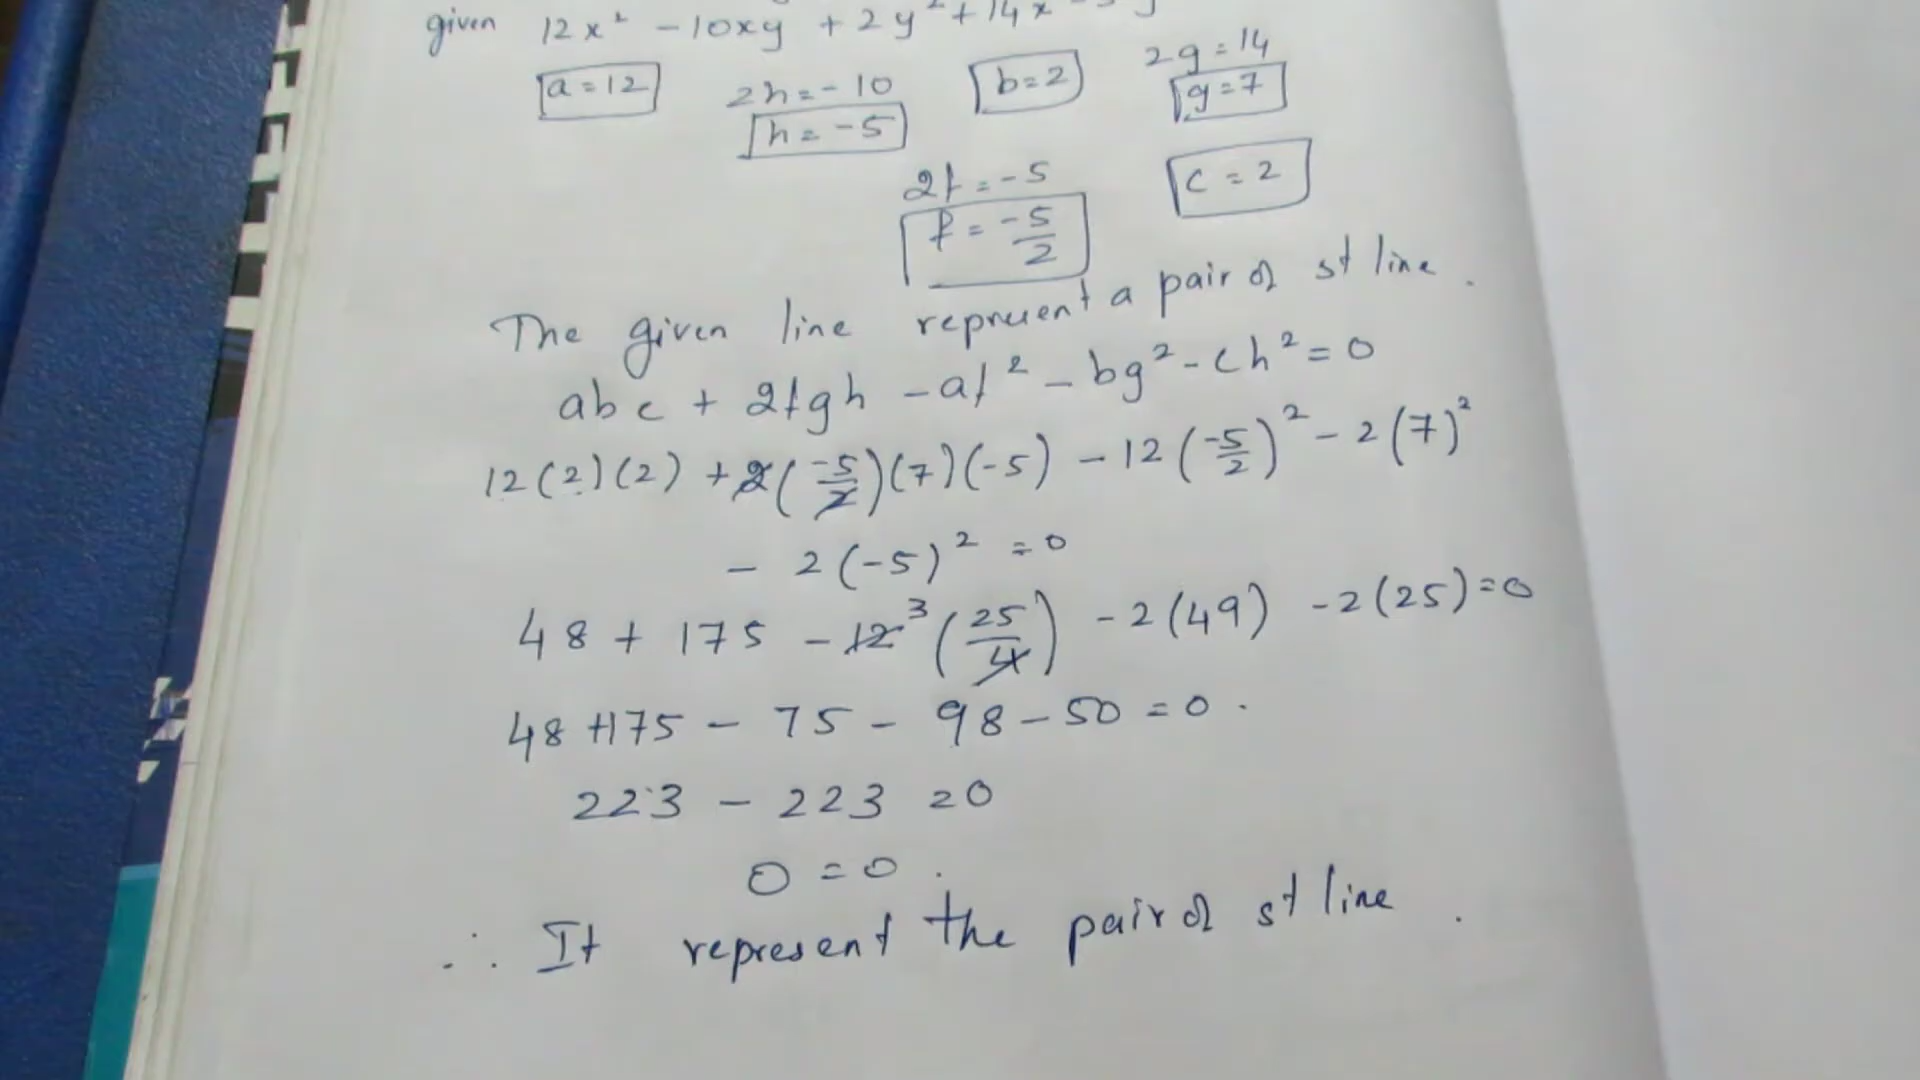 given 12x² - 10xy + 2y² + 14x - 5y
a = 12 2h = -10 b = 2 2g = 14
h = -5 g = 7
2f = -5 c = 2
f = -5/2
The given line represent a pair of st line.
abc + 2fgh - af² - bg² - ch² = 0
12(2)(2) + 2(-5/2)(7)(-5) - 12(-5/2)² - 2(7)²
- 2(-5)² = 0
48 + 175 - 12 3 (25/4) - 2(49) - 2(25) = 0
48 + 175 - 75 - 98 - 50 = 0.
223 - 223 = 0
0 = 0.
∴ It represent the pair of st line.